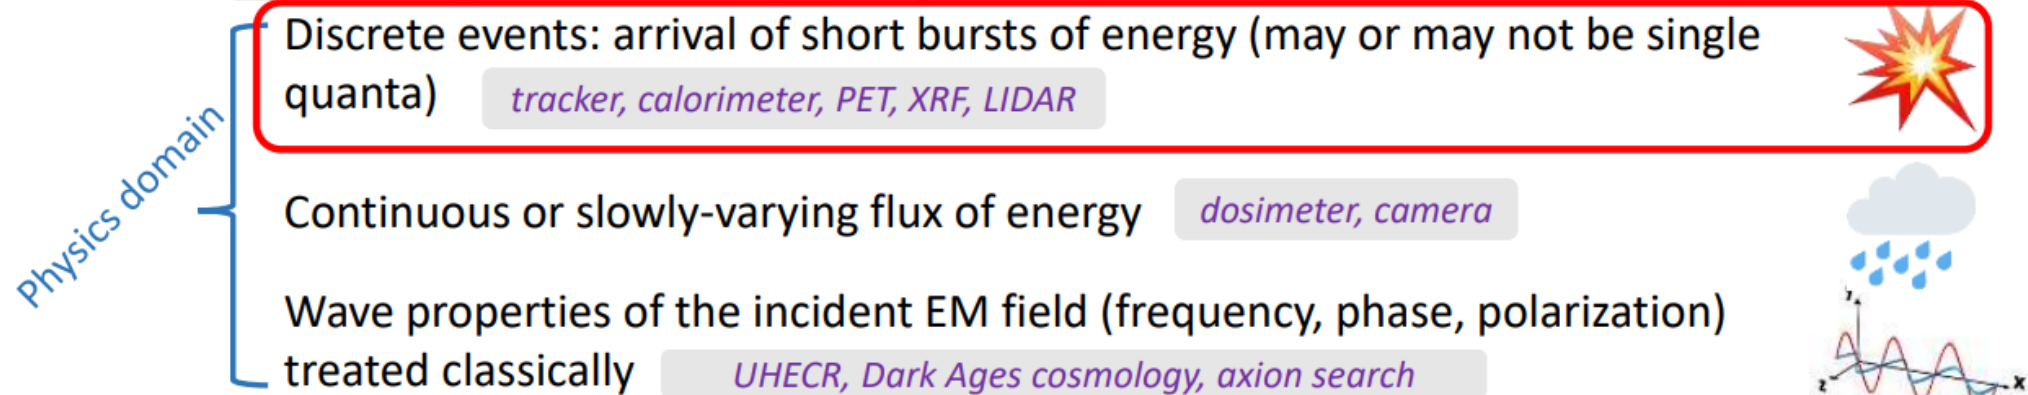 Discrete events: arrival of short bursts of energy (may or may not be single
quanta) tracker, calorimeter, PET, XRF, LIDAR
Physics domain
Continuous or slowly-varying flux of energy dosimeter, camera
Wave properties of the incident EM field (frequency, phase, polarization)
treated classically UHECR, Dark Ages cosmology, axion search
z
x